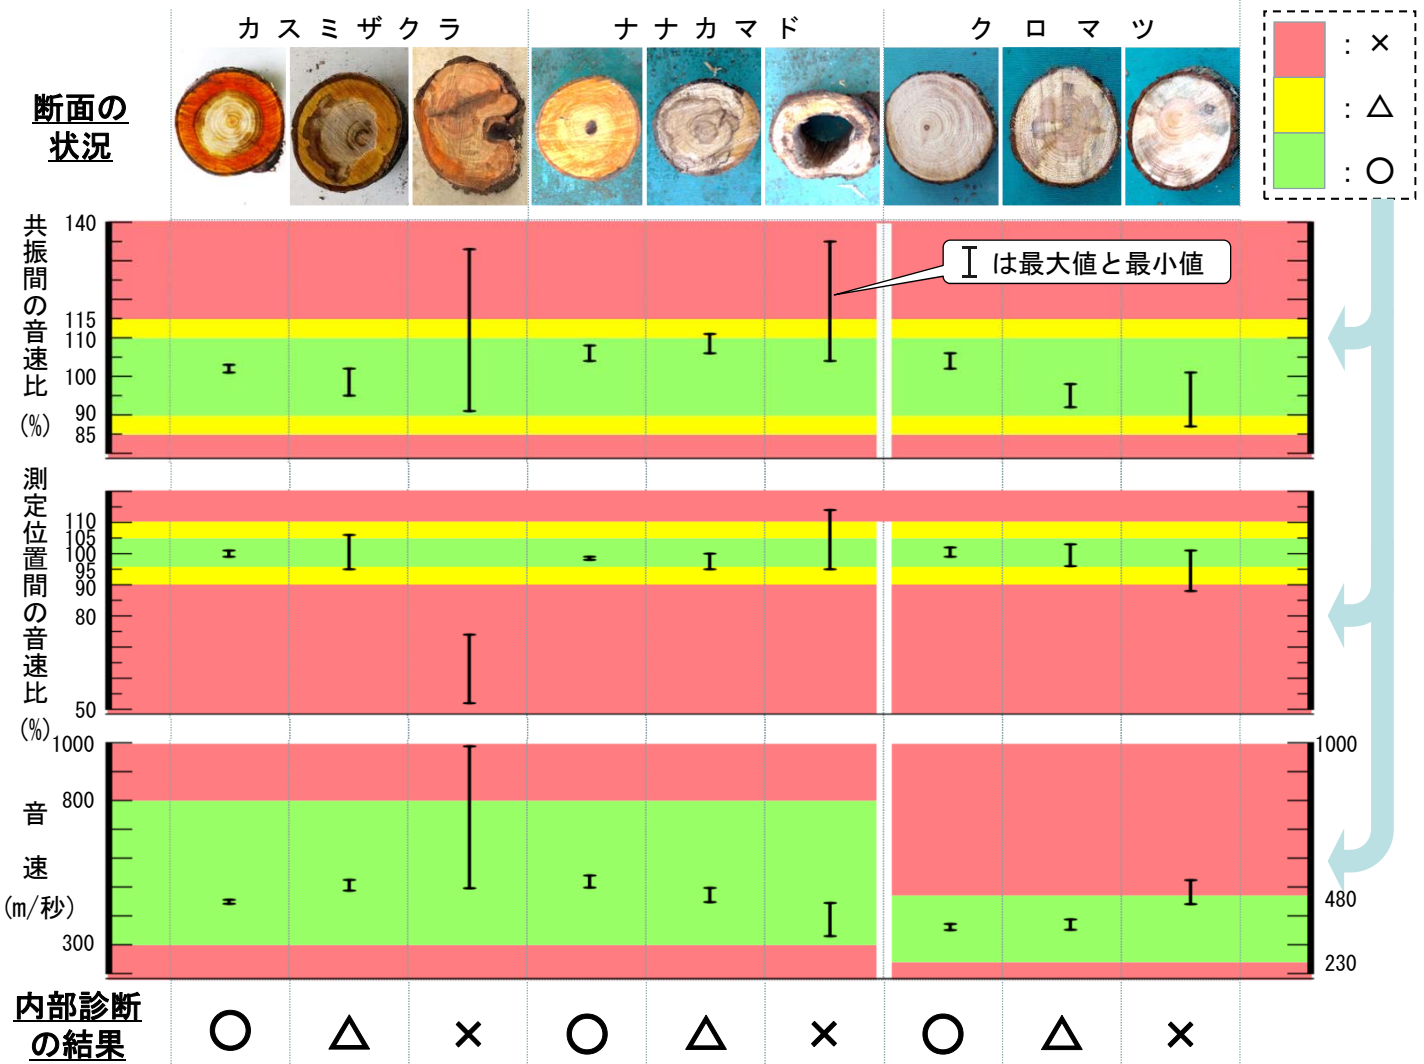 カスミザクラ
ナナカマド
クロマツ
：×
：△
：○
断面の
状況
共振間の音速比
(%)
140
115
110
100
90
85
Iは最大値と最小値
測定位置間の音速比
(%)
110
105
100
95
90
80
50
音速
(m/秒)
1000
800
300
1000
480
230
内部診断
の結果
○ △ × ○ △ × ○ △ ×